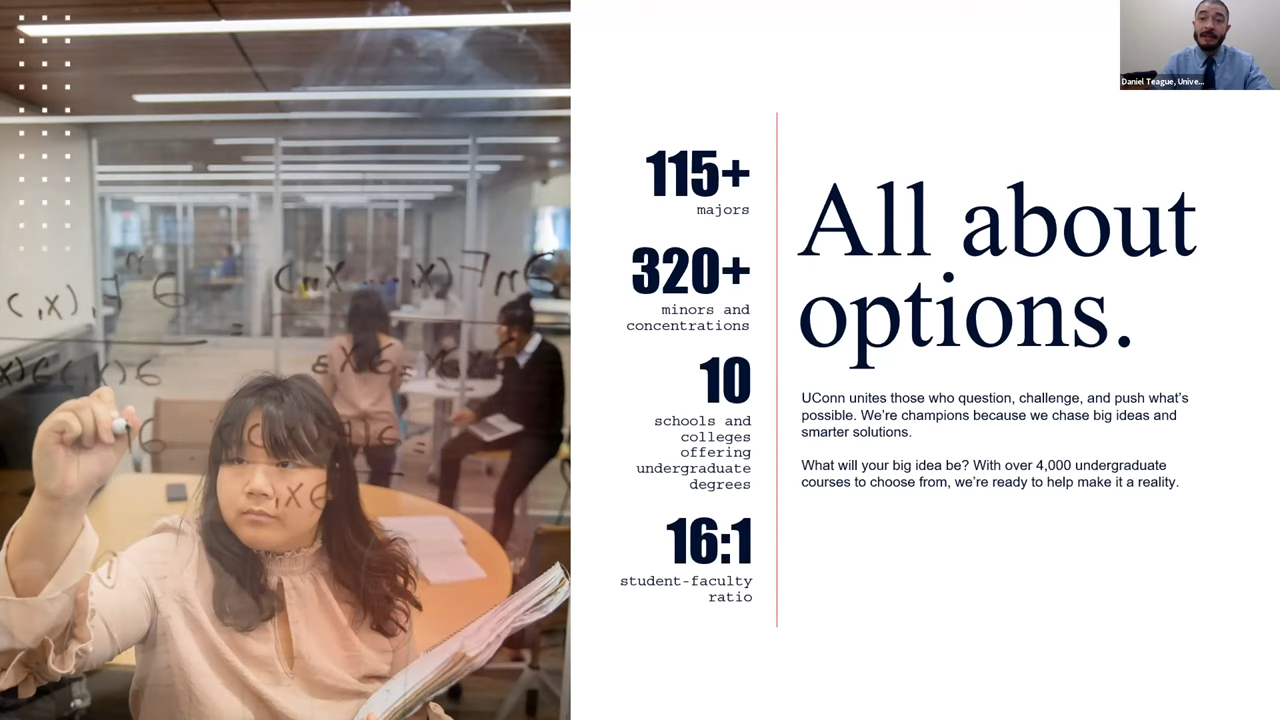 115+
majors
320+
minors and
concentrations
10
schools and
colleges
offering
undergraduate
degrees
16:1
student-faculty
ratio
All about
options.
UConn unites those who question, challenge, and push what's
possible. We're champions because we chase big ideas and
smarter solutions.
What will your big idea be? With over 4,000 undergraduate
courses to choose from, we're ready to help make it a reality.
Daniel Teague, Unive...